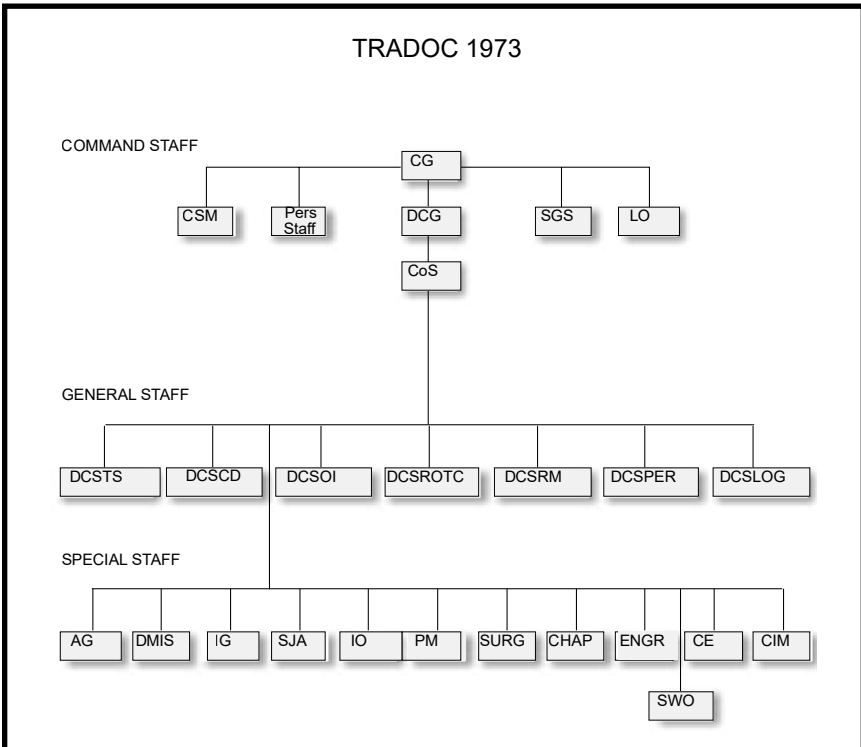 TRADOC 1973
COMMAND STAFF
CG
CSM
Pers
Staff
DCG
SGS
LO
CoS
GENERAL STAFF
DCSTS
DCSCD
DCSOI
DCSROTC
DCSRM
DCSPER
DCSLOG
SPECIAL STAFF
AG
DMIS
IG
SJA
IO
PM
SURG
CHAP
ENGR
CE
CIM
SWO